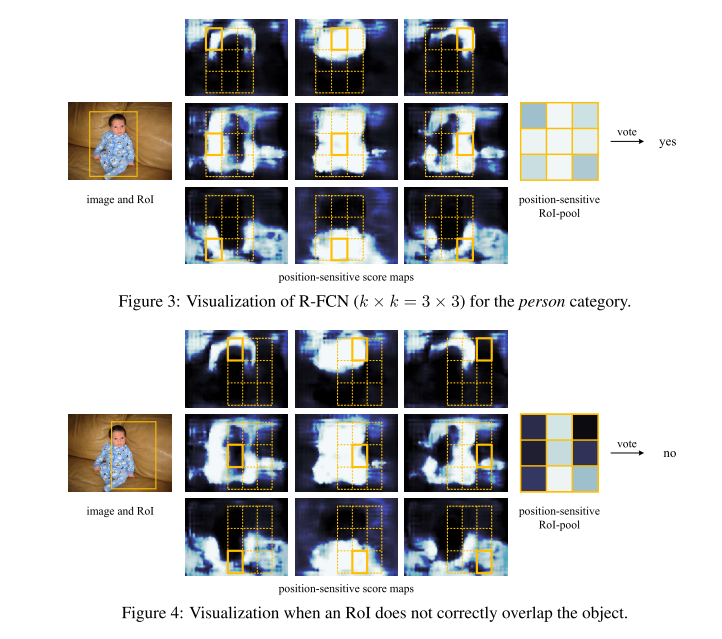 vote
yes
image and RoI
position-sensitive
RoI-pool
position-sensitive score maps
Figure 3: Visualization of R-FCN (k × k = 3 × 3) for the person category.
vote
no
image and RoI
position-sensitive
RoI-pool
position-sensitive score maps
Figure 4: Visualization when an RoI does not correctly overlap the object.